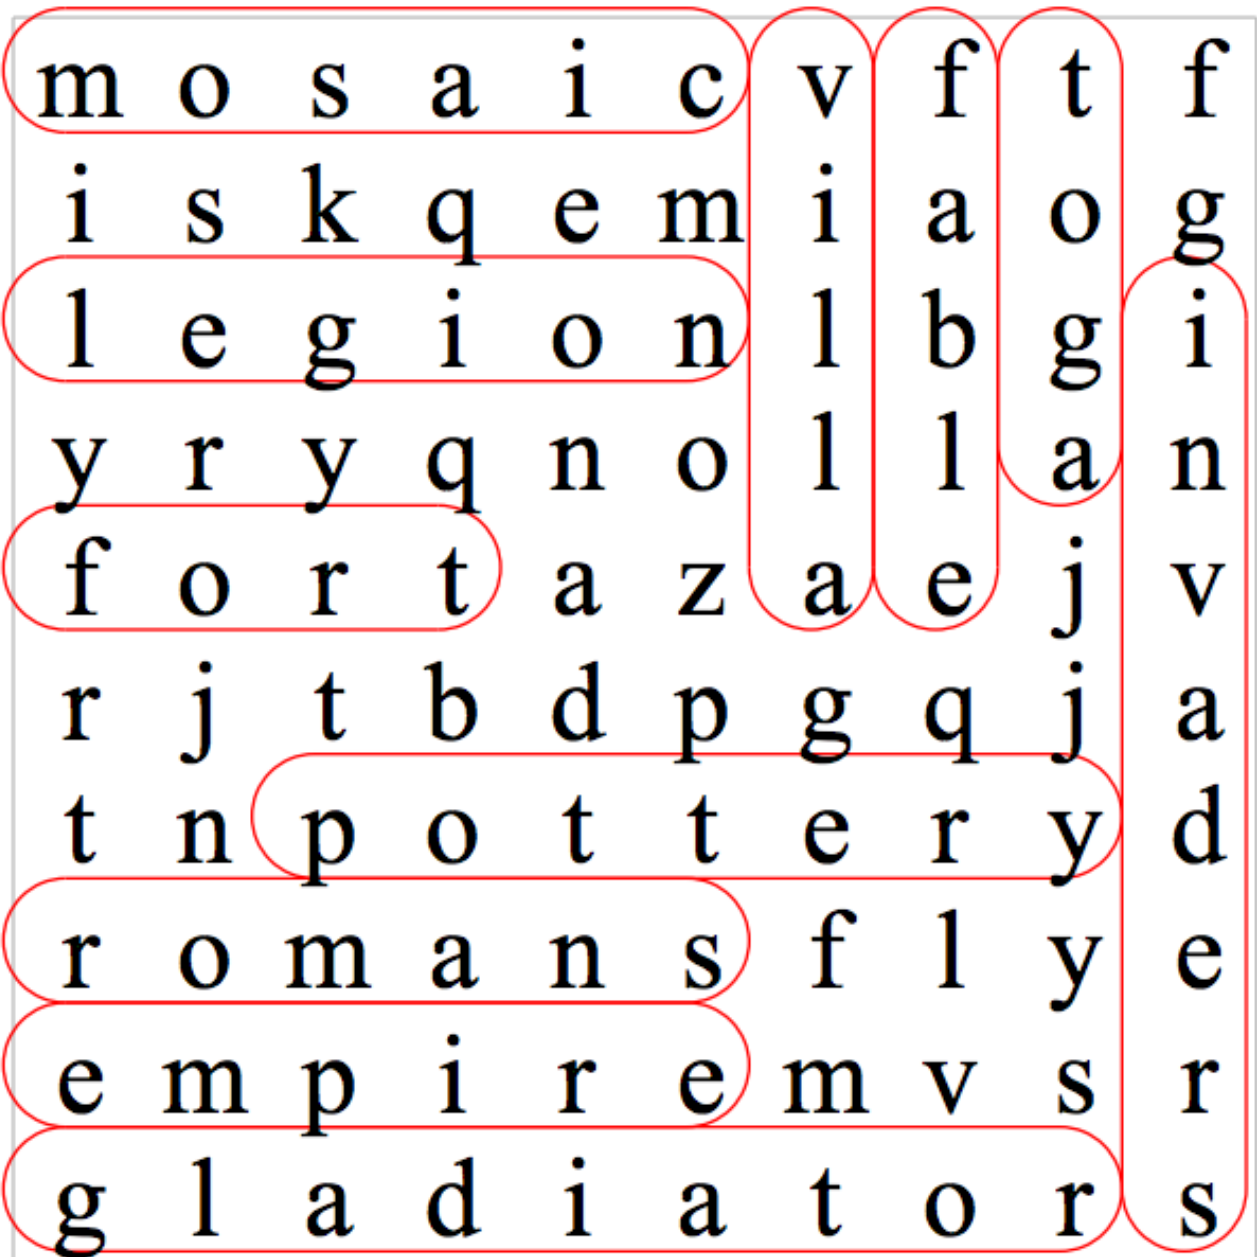 m o s a i c v f t f
i s k q e m i a o g
l e g i o n l b g i
y r y q n o l l a n
f o r t a z a e j v
r j t b d p g q j a
t n p o t t e r y d
r o m a n s f l y e
e m p i r e m v s r
g l a d i a t o r s